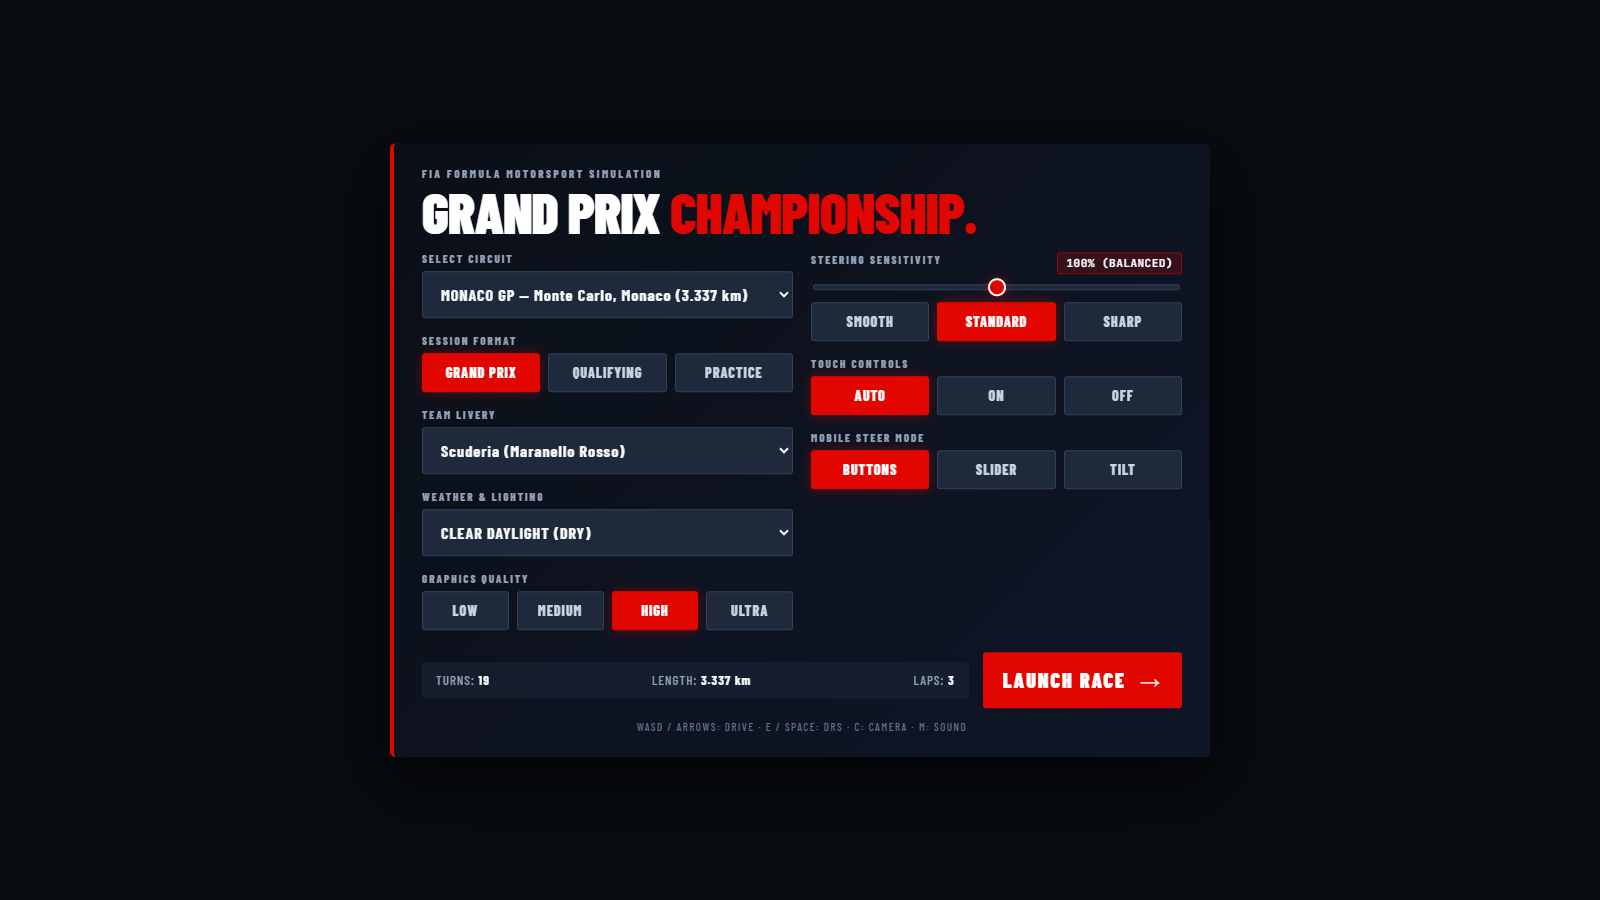 FIA FORMULA MOTORSPORT SIMULATION
GRAND PRIX CHAMPIONSHIP.
SELECT CIRCUIT
MONACO GP — Monte Carlo, Monaco (3.337 km)
SESSION FORMAT
GRAND PRIX QUALIFYING PRACTICE
TEAM LIVERY
Scuderia (Maranello Rosso)
WEATHER & LIGHTING
CLEAR DAYLIGHT (DRY)
GRAPHICS QUALITY
LOW MEDIUM HIGH ULTRA
STEERING SENSITIVITY 100% (BALANCED)
SMOOTH STANDARD SHARP
TOUCH CONTROLS
AUTO ON OFF
MOBILE STEER MODE
BUTTONS SLIDER TILT
TURNS: 19 LENGTH: 3.337 km LAPS: 3
LAUNCH RACE →
WASD / ARROWS: DRIVE · E / SPACE: DRS · C: CAMERA · M: SOUND